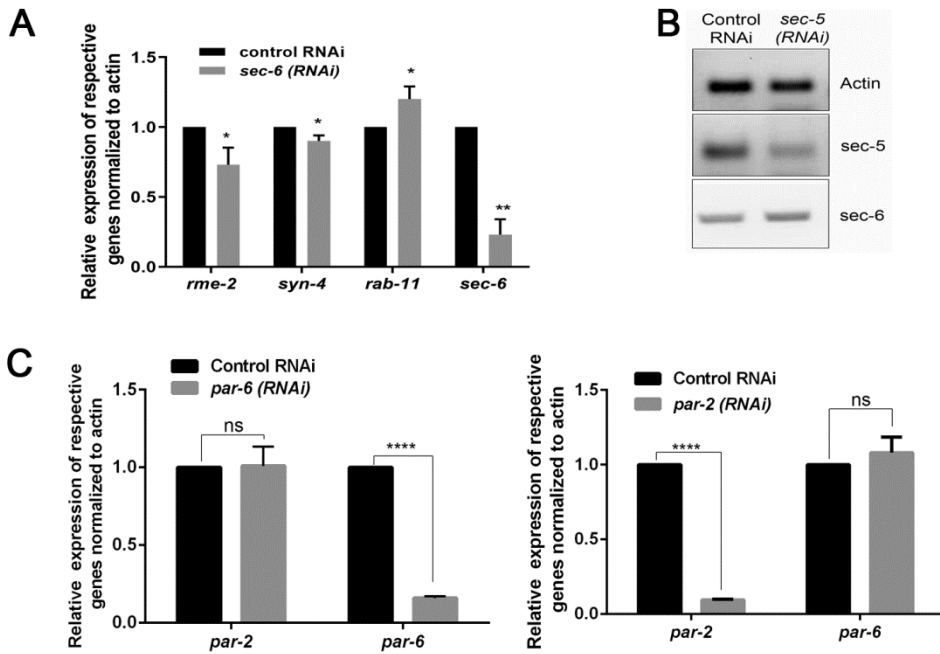 A
Relative expression of respective
genes normalized to actin
control RNAi
sec-6 (RNAi)
1.5
1.0
0.5
0.0
*
*
*
**
rme-2
syn-4
rab-11
sec-6
B
Control
RNAi
sec-5
(RNAi)
Actin
sec-5
sec-6
C
Relative expression of respective
genes normalized to actin
Control RNAi
par-6 (RNAi)
1.5
1.0
0.5
0.0
ns
****
par-2
par-6
Relative expression of respective
genes normalized to actin
Control RNAi
par-2 (RNAi)
1.5
1.0
0.5
0.0
****
ns
par-2
par-6